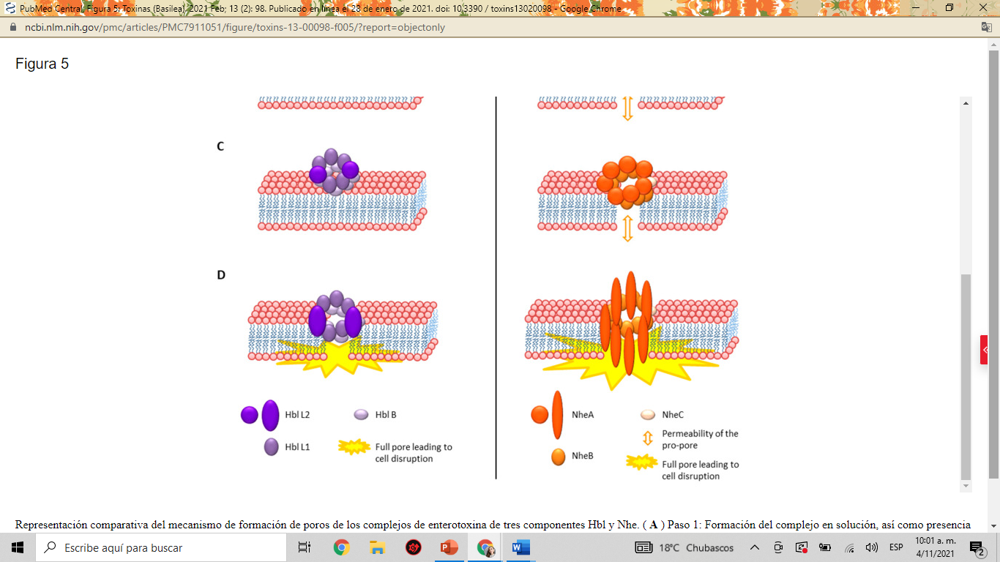 PubMed Central, Figura 5: Toxinas (Basilea). 2021 Feb; 13 (2): 98. Publicado en línea el 28 de enero de 2021. doi: 10.3390 / toxins13020098 - Google Chrome
ncbi.nlm.nih.gov/pmc/articles/PMC7911051/figure/toxins-13-00098-f005/?report=objectonly
Figura 5
C
D
Hbl L2
Hbl B
Hbl L1
Full pore leading to
cell disruption
NheA
NheC
Permeability of the
pro-pore
NheB
Full pore leading to
cell disruption
Representación comparativa del mecanismo de formación de poros de los complejos de enterotoxina de tres componentes Hbl y Nhe. ( A ) Paso 1: Formación del complejo en solución, así como presencia
Escribe aquí para buscar
18°C Chubascos
ESP
10:01 a. m.
4/11/2021
2